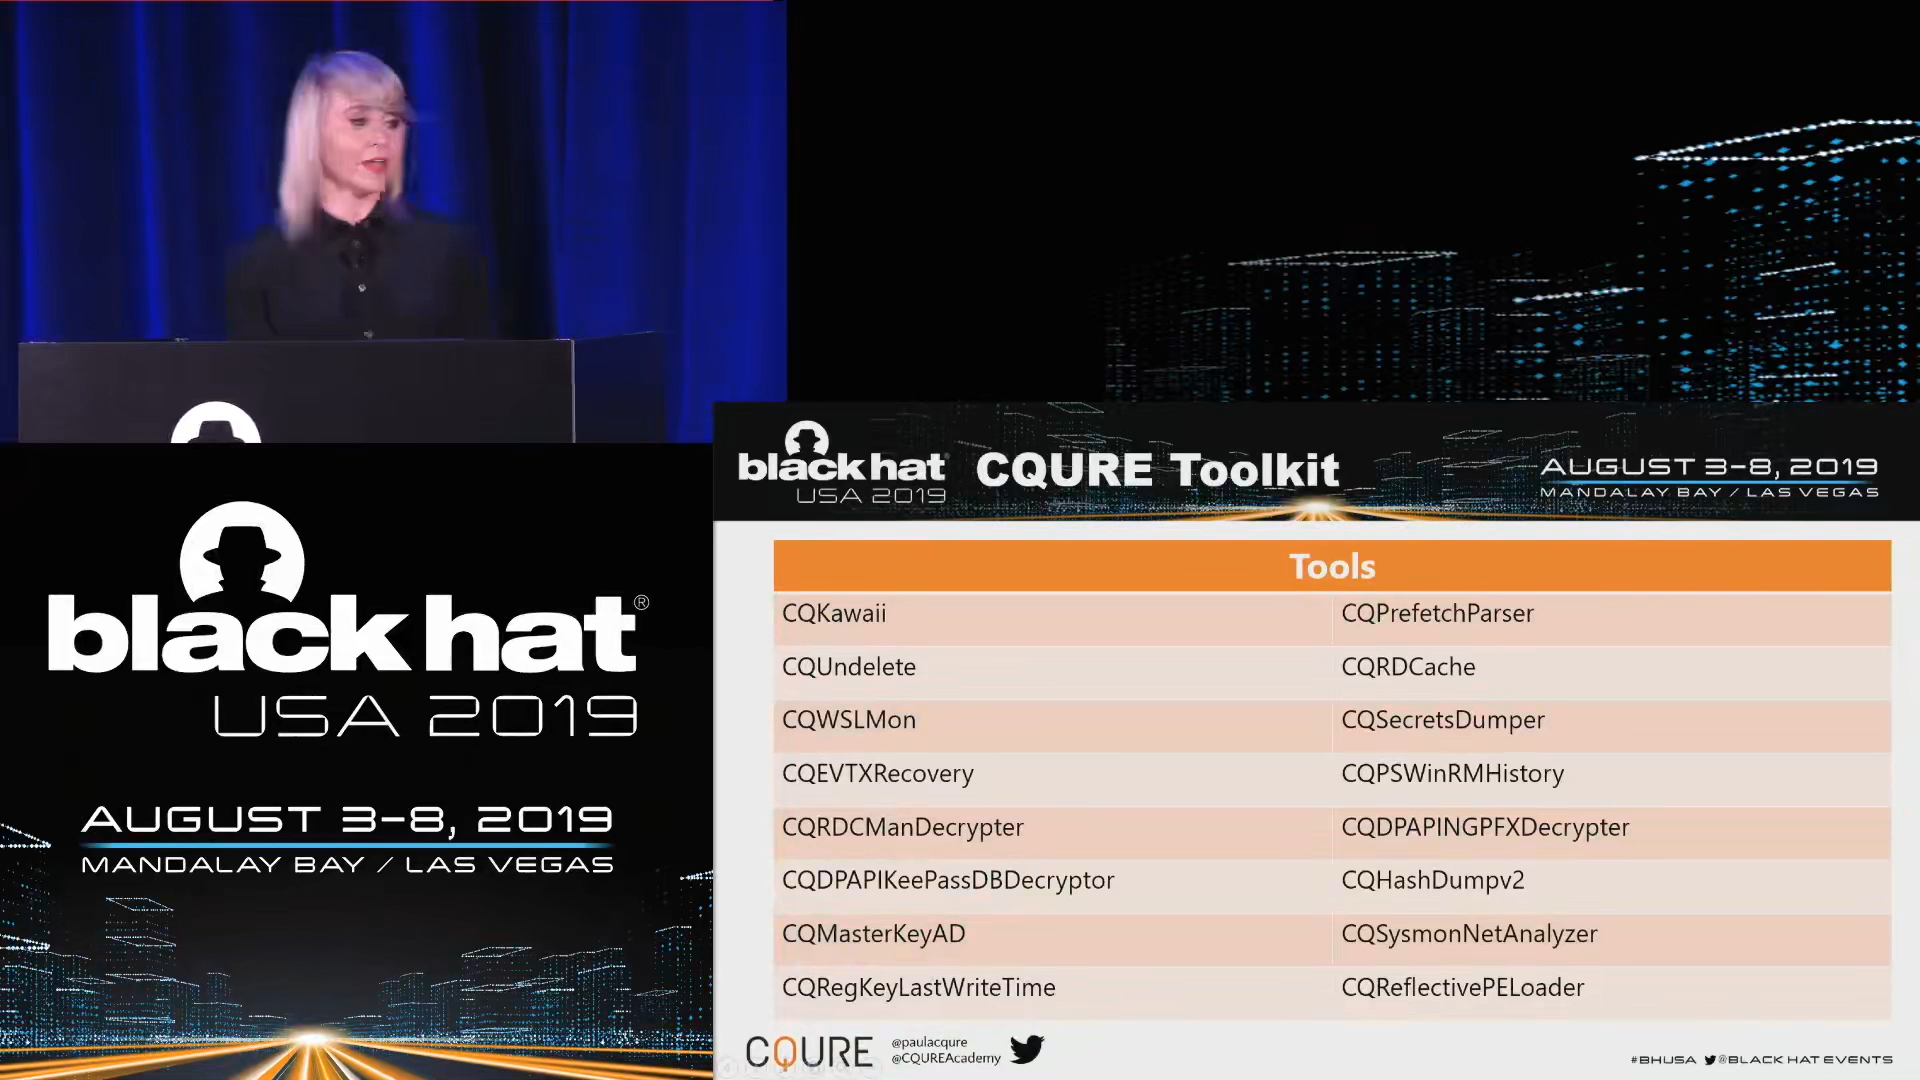 black hat®
USA 2019
AUGUST 3-8, 2019
MANDALAY BAY / LAS VEGAS
black hat
USA 2019
CQURE Toolkit
AUGUST 3-8, 2019
MANDALAY BAY / LAS VEGAS
Tools
CQKawaii
CQPrefetchParser
CQUndelete
CQRDCache
CQWSLMon
CQSecretsDumper
CQEVTXRecovery
CQPSWinRMHistory
CQRDCManDecrypter
CQDPAPINGPFXDecrypter
CQDPAPIKeePassDBDecryptor
CQHashDumpv2
CQMasterKeyAD
CQSysmonNetAnalyzer
CQRegKeyLastWriteTime
CQReflectivePELoader
CQURE
@paulacqure
@CQUREAcademy
#BHUSA @BLACK HAT EVENTS